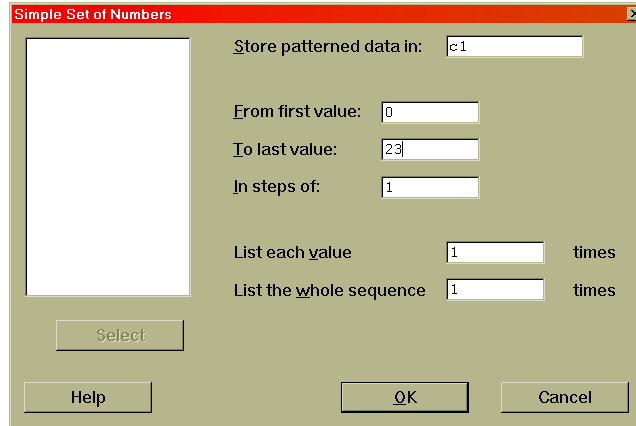 Simple Set of Numbers
Store patterned data in: c1
From first value: 0
To last value: 23
In steps of: 1
List each value 1 times
List the whole sequence 1 times
Select
Help OK Cancel